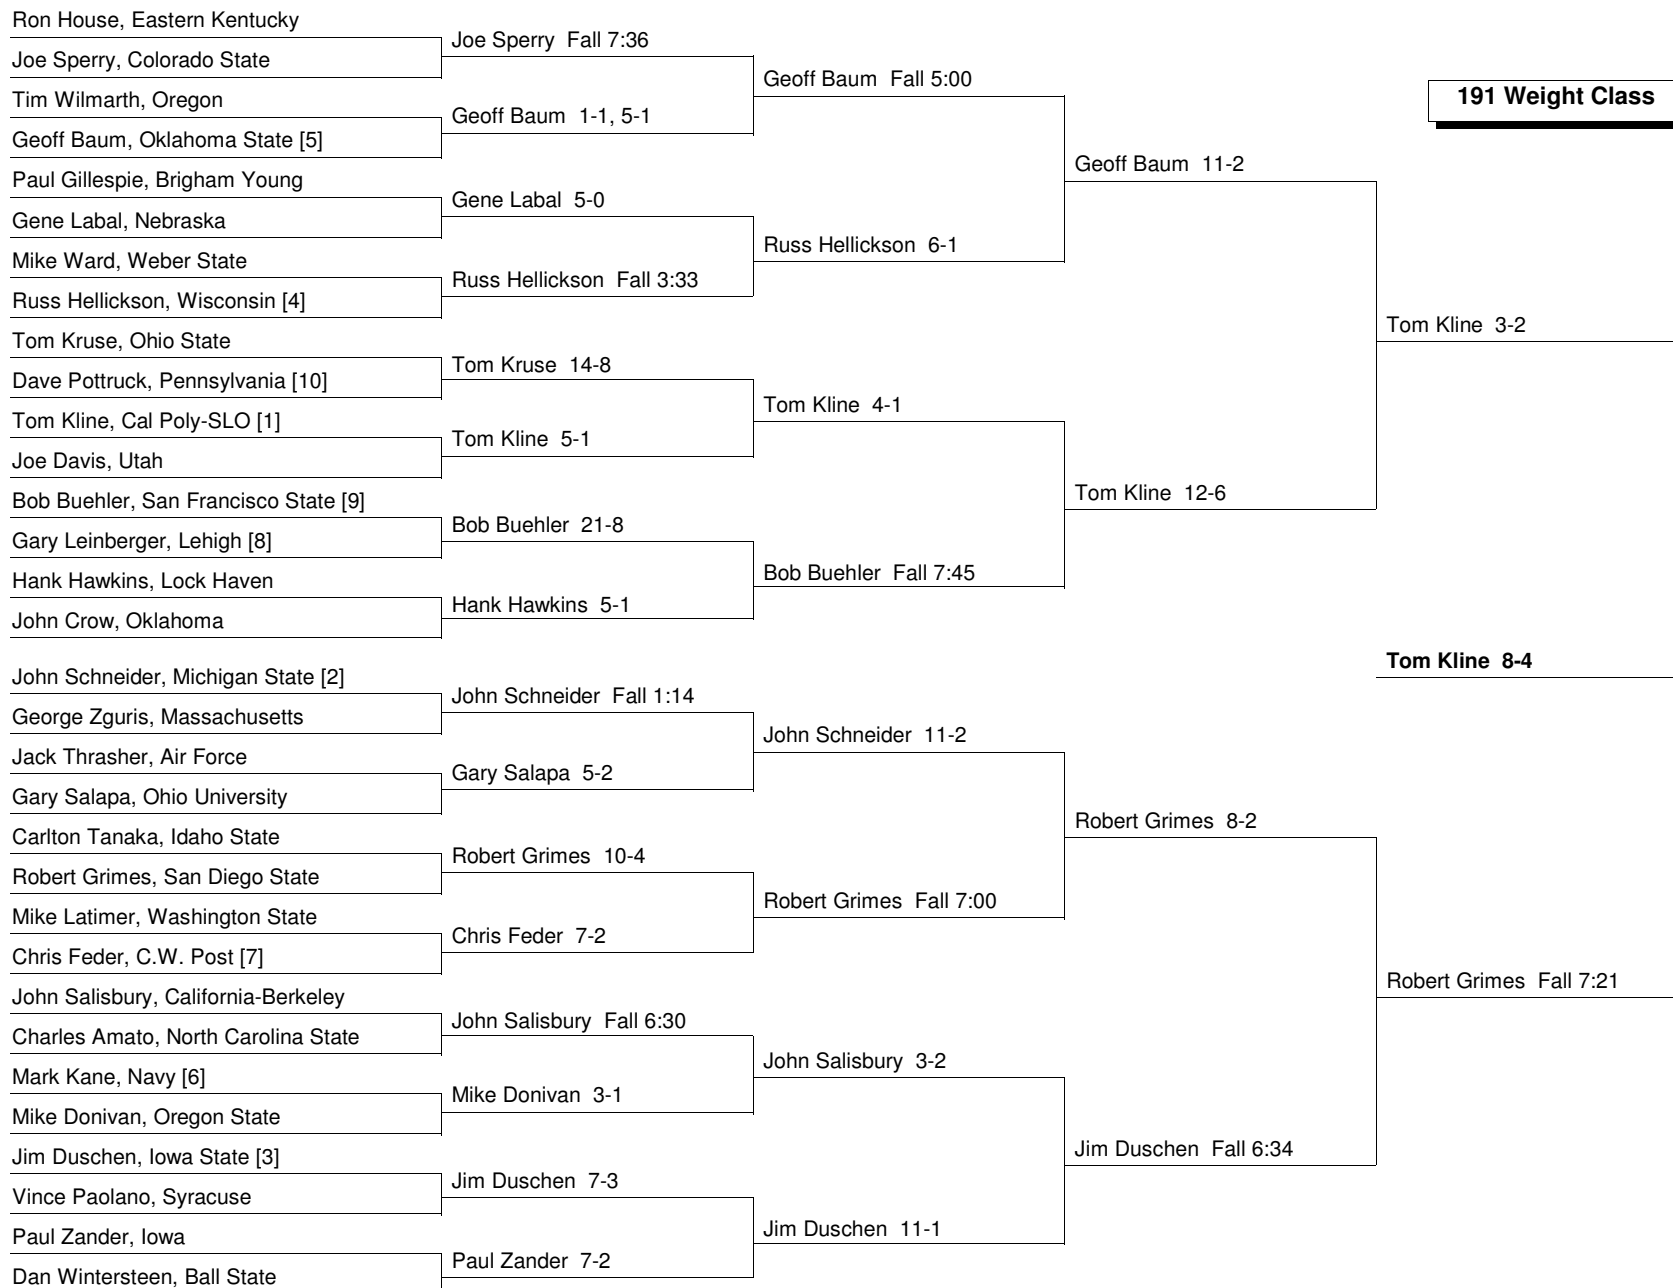 Ron House, Eastern Kentucky
Joe Sperry, Colorado State
Tim Wilmarth, Oregon
Geoff Baum, Oklahoma State [5]
Paul Gillespie, Brigham Young
Gene Labal, Nebraska
Mike Ward, Weber State
Russ Hellickson, Wisconsin [4]
Tom Kruse, Ohio State
Dave Pottruck, Pennsylvania [10]
Tom Kline, Cal Poly-SLO [1]
Joe Davis, Utah
Bob Buehler, San Francisco State [9]
Gary Leinberger, Lehigh [8]
Hank Hawkins, Lock Haven
John Crow, Oklahoma
John Schneider, Michigan State [2]
George Zguris, Massachusetts
Jack Thrasher, Air Force
Gary Salapa, Ohio University
Carlton Tanaka, Idaho State
Robert Grimes, San Diego State
Mike Latimer, Washington State
Chris Feder, C.W. Post [7]
John Salisbury, California-Berkeley
Charles Amato, North Carolina State
Mark Kane, Navy [6]
Mike Donivan, Oregon State
Jim Duschen, Iowa State [3]
Vince Paolano, Syracuse
Paul Zander, Iowa
Dan Wintersteen, Ball State
Joe Sperry Fall 7:36
Geoff Baum 1-1, 5-1
Gene Labal 5-0
Russ Hellickson Fall 3:33
Tom Kruse 14-8
Tom Kline 5-1
Bob Buehler 21-8
Hank Hawkins 5-1
John Schneider Fall 1:14
Gary Salapa 5-2
Robert Grimes 10-4
Chris Feder 7-2
John Salisbury Fall 6:30
Mike Donivan 3-1
Jim Duschen 7-3
Paul Zander 7-2
Geoff Baum Fall 5:00
Russ Hellickson 6-1
Tom Kline 4-1
Bob Buehler Fall 7:45
John Schneider 11-2
Robert Grimes Fall 7:00
John Salisbury 3-2
Jim Duschen 11-1
Geoff Baum 11-2
Tom Kline 12-6
Robert Grimes 8-2
Jim Duschen Fall 6:34
191 Weight Class
Tom Kline 3-2
Tom Kline 8-4
Robert Grimes Fall 7:21